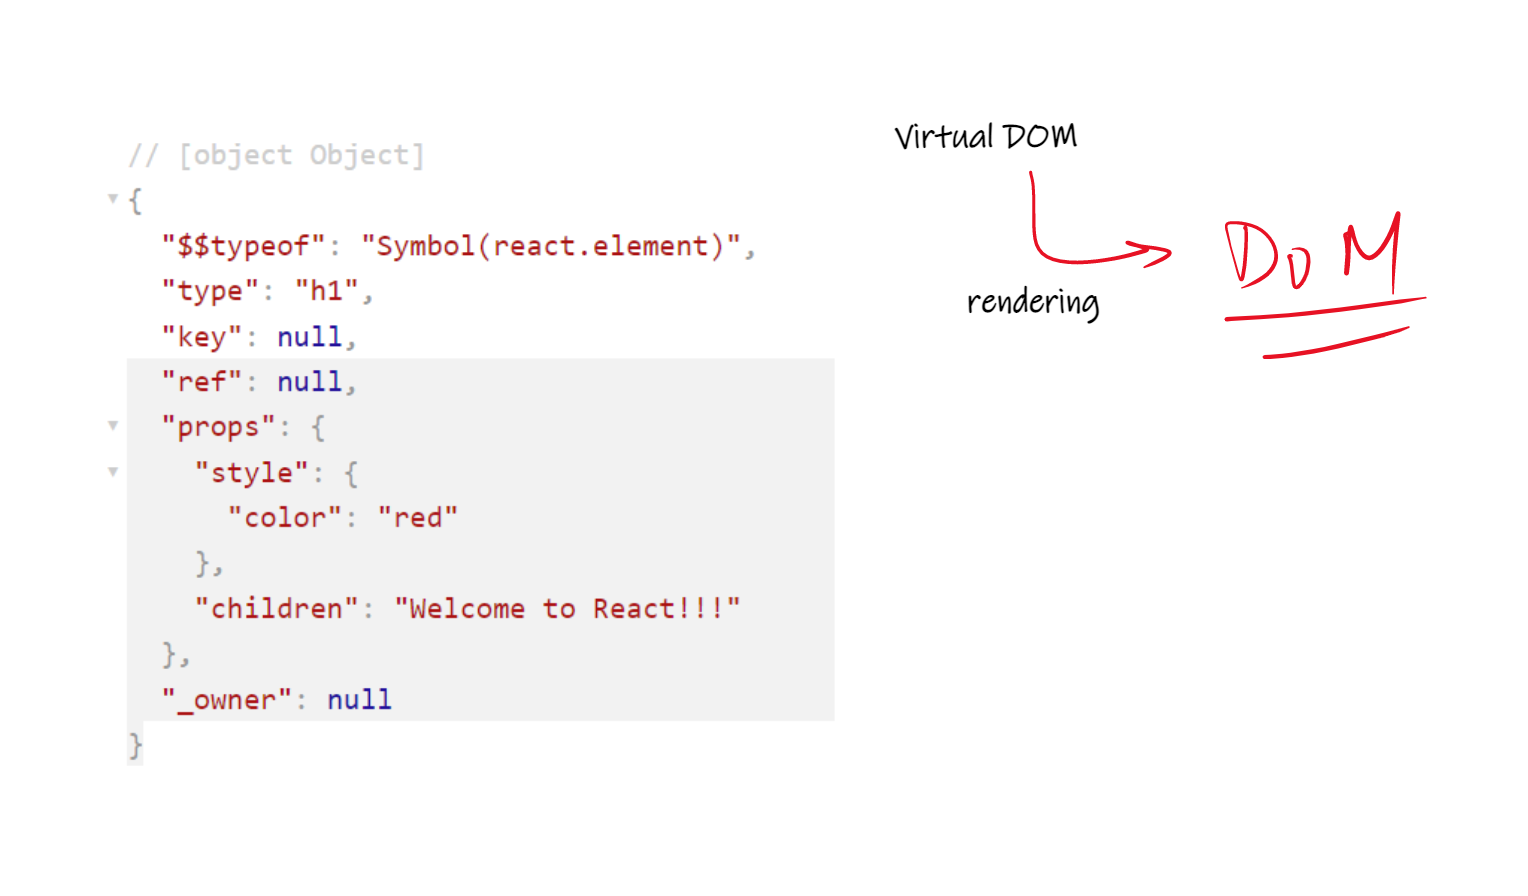 // [object Object]
{
"$$typeof": "Symbol(react.element)",
"type": "h1",
"key": null,
"ref": null,
"props": {
"style": {
"color": "red"
},
"children": "Welcome to React!!!"
},
"_owner": null
}
Virtual DOM
DOM
rendering